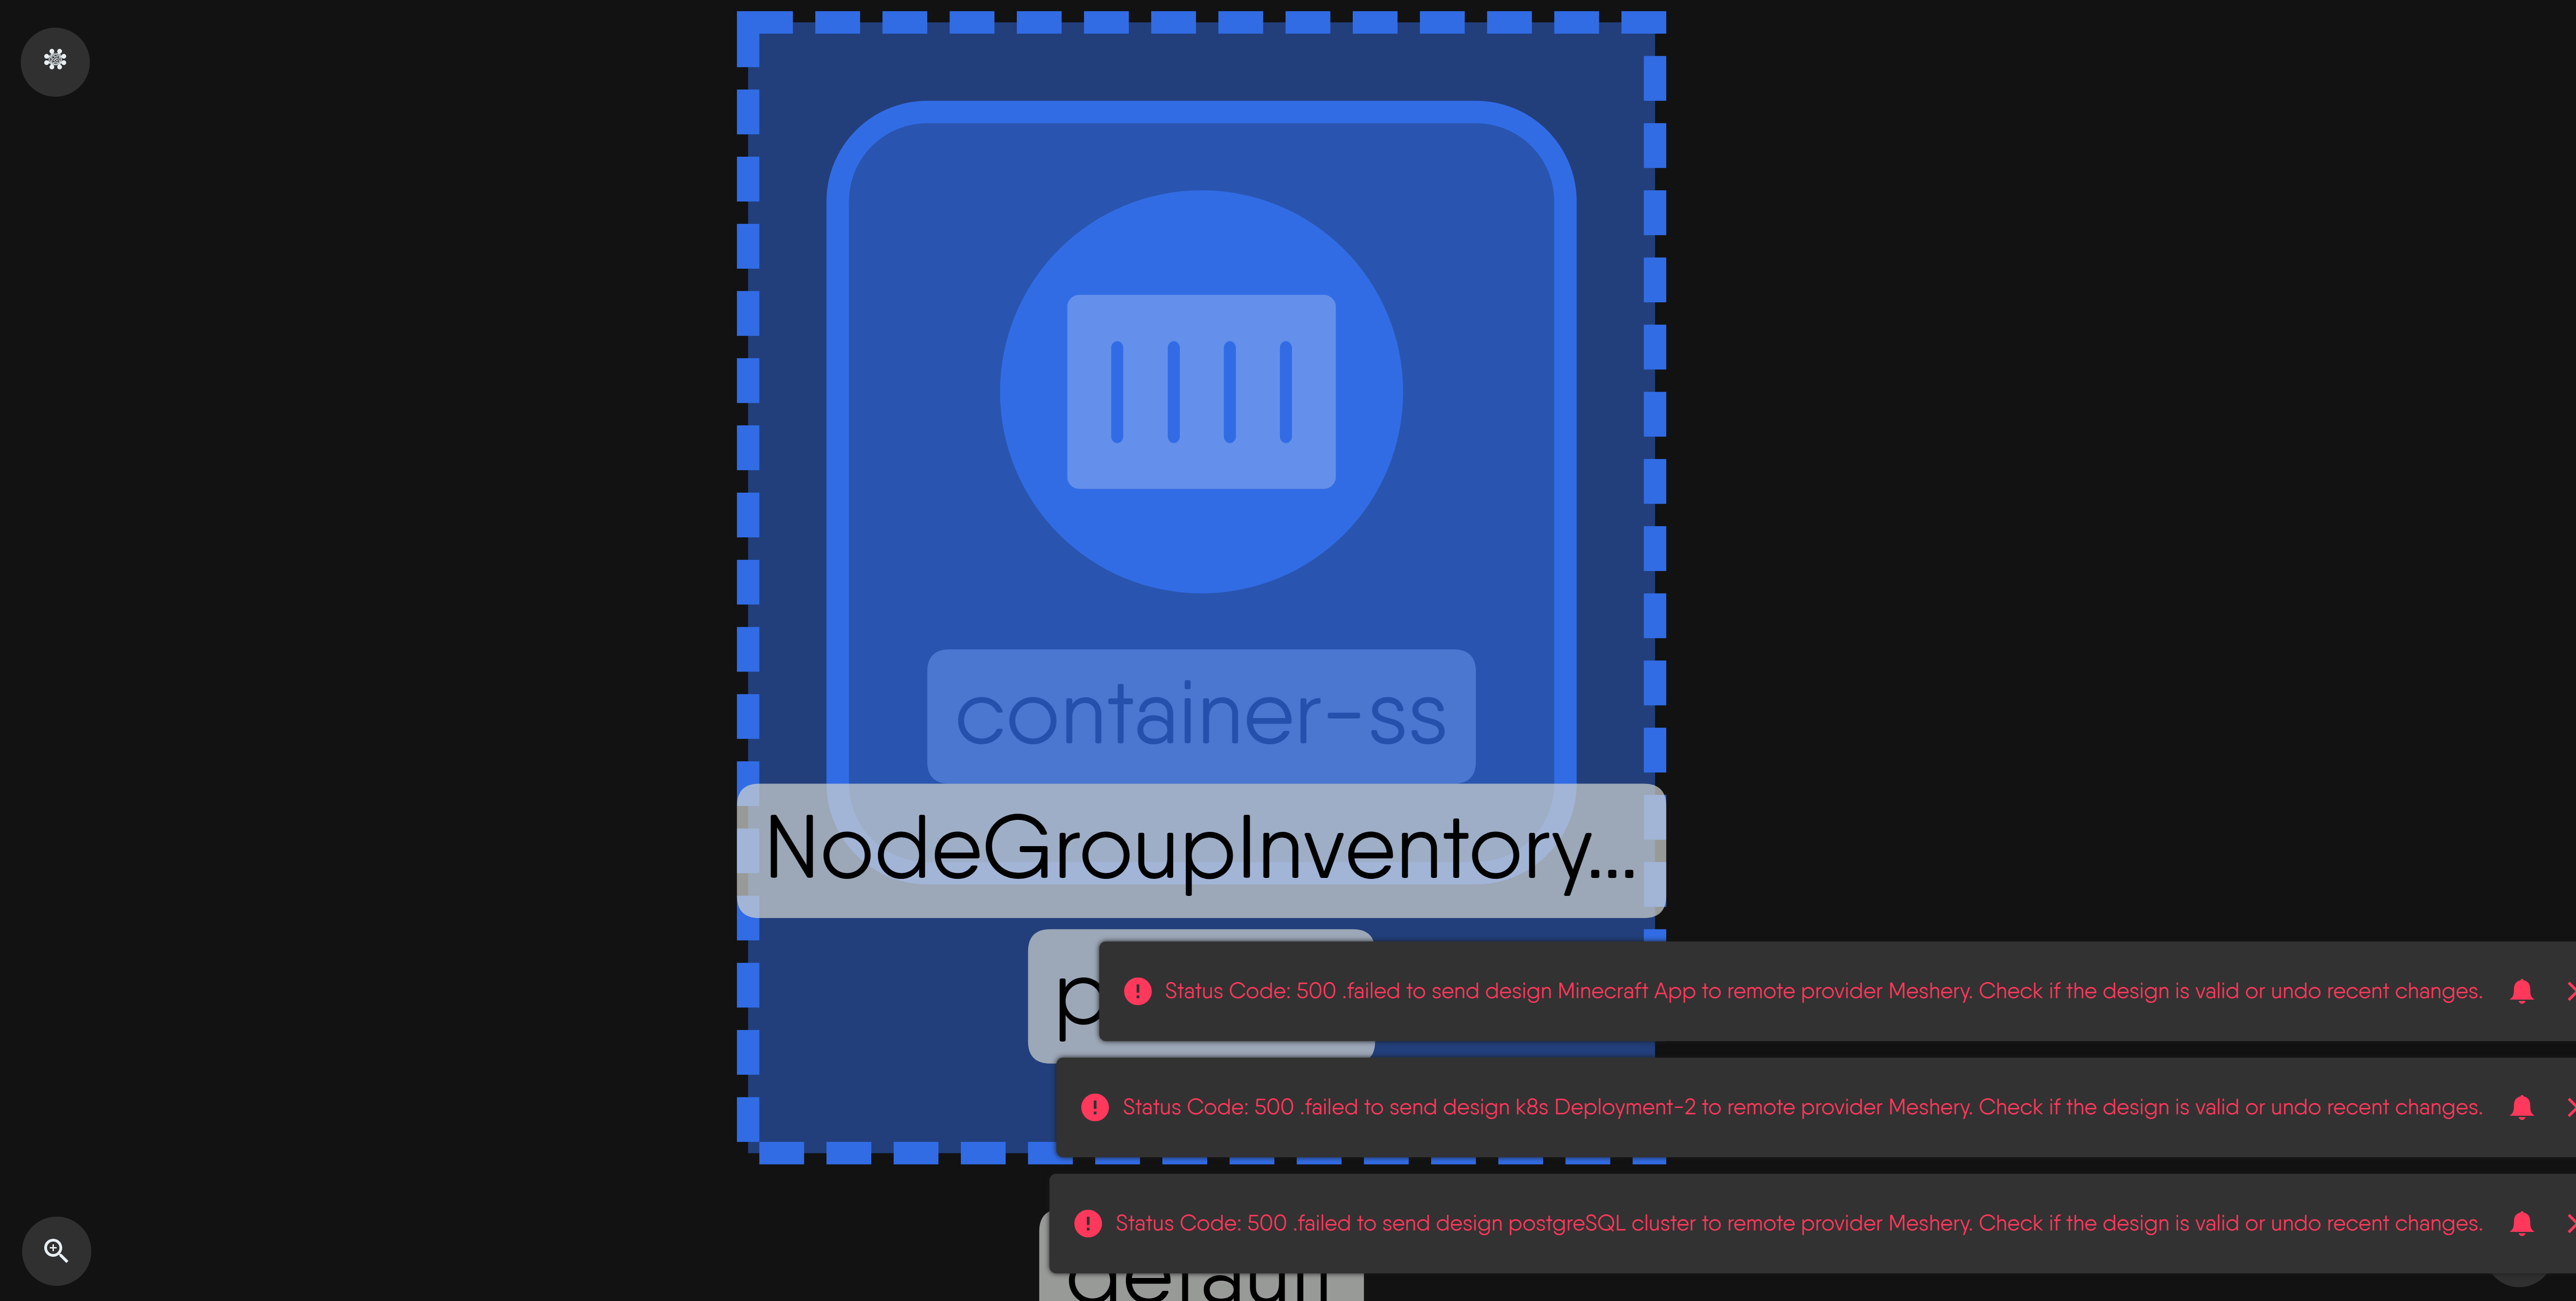 container-ss
NodeGroupInventory...
Status Code: 500 .failed to send design Minecraft App to remote provider Meshery. Check if the design is valid or undo recent changes.
Status Code: 500 .failed to send design k8s Deployment-2 to remote provider Meshery. Check if the design is valid or undo recent changes.
Status Code: 500 .failed to send design postgreSQL cluster to remote provider Meshery. Check if the design is valid or undo recent changes.
default